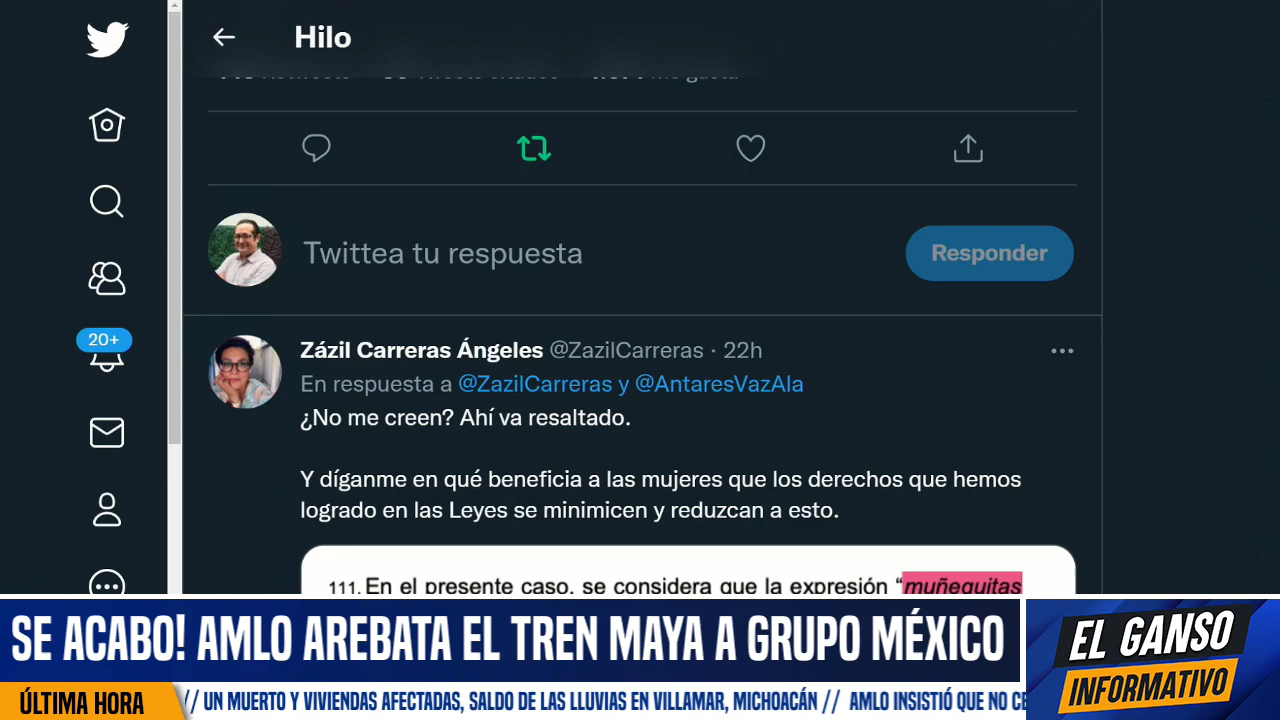 Hilo
Twittea tu respuesta
Responder
20+
Zázil Carreras Ángeles @ZazilCarreras · 22h
En respuesta a @ZazilCarreras y @AntaresVazAla
¿No me creen? Ahí va resaltado.
Y díganme en qué beneficia a las mujeres que los derechos que hemos
logrado en las Leyes se minimicen y reduzcan a esto.
111. En el presente caso, se considera que la expresión “muñequitas
SE ACABO! AMLO AREBATA EL TREN MAYA A GRUPO MÉXICO
EL GANSO
INFORMATIVO
ÚLTIMA HORA
// UN MUERTO Y VIVIENDAS AFECTADAS, SALDO DE LAS LLUVIAS EN VILLAMAR, MICHOACÁN // AMLO INSISTIÓ QUE NO